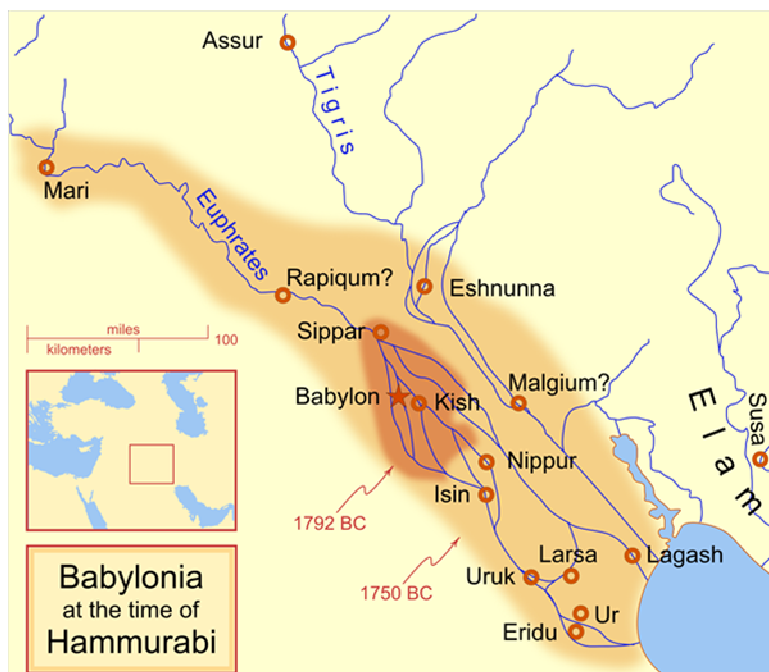 Assur
Tigris
Mari
Euphrates
Rapiqum?
Eshnunna
miles
kilometers
100
Sippar
Babylon
Kish
Malgium?
Elam
Susa
Nippur
Isin
1792 BC
1750 BC
Uruk
Larsa
Lagash
Ur
Eridu
Babylonia
at the time of
Hammurabi